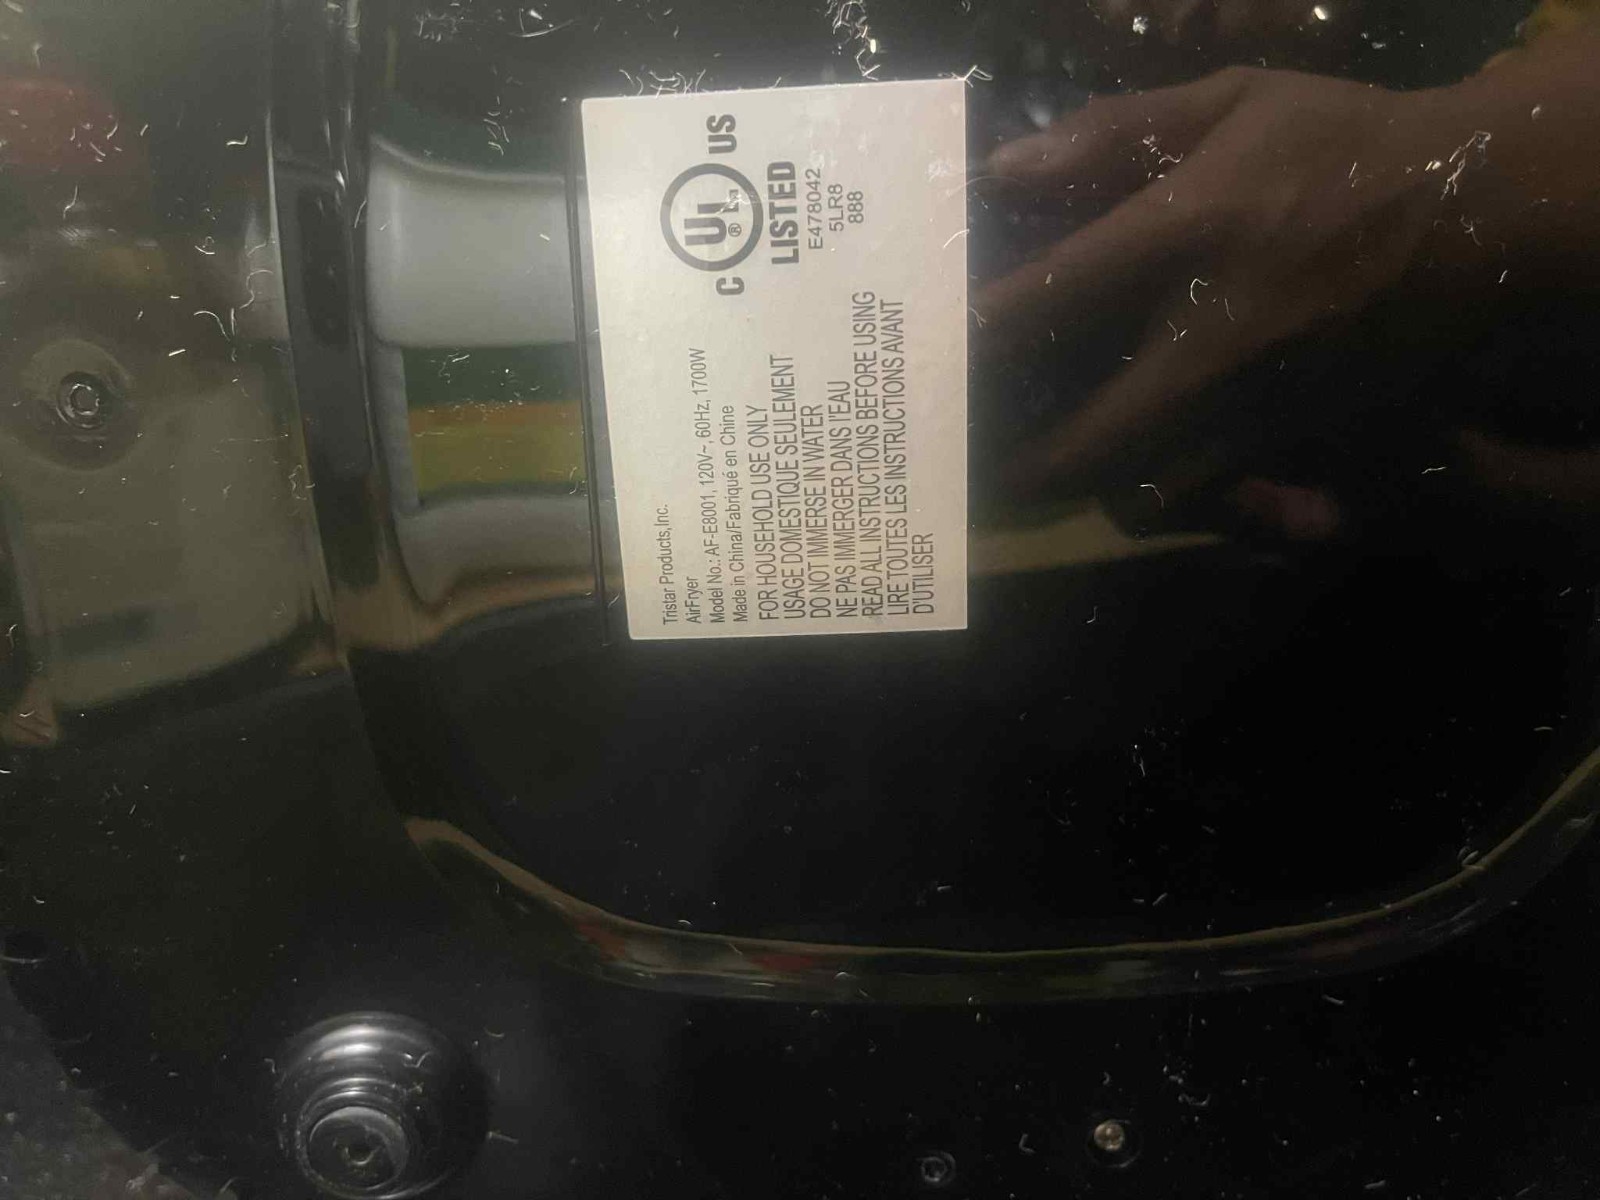 Tristar Products,Inc.
AirFryer
Model No.: AF-E8001, 120V~, 60Hz, 1700W
Made in China/Fabriqué en Chine
FOR HOUSEHOLD USE ONLY
USAGE DOMESTIQUE SEULEMENT
DO NOT IMMERSE IN WATER
NE PAS IMMERGER DANS l'EAU
READ ALL INSTRUCTIONS BEFORE USING
LIRE TOUTES LES INSTRUCTIONS AVANT
D'UTILISER
C UL ® US
LISTED
E478042
5LR8
888